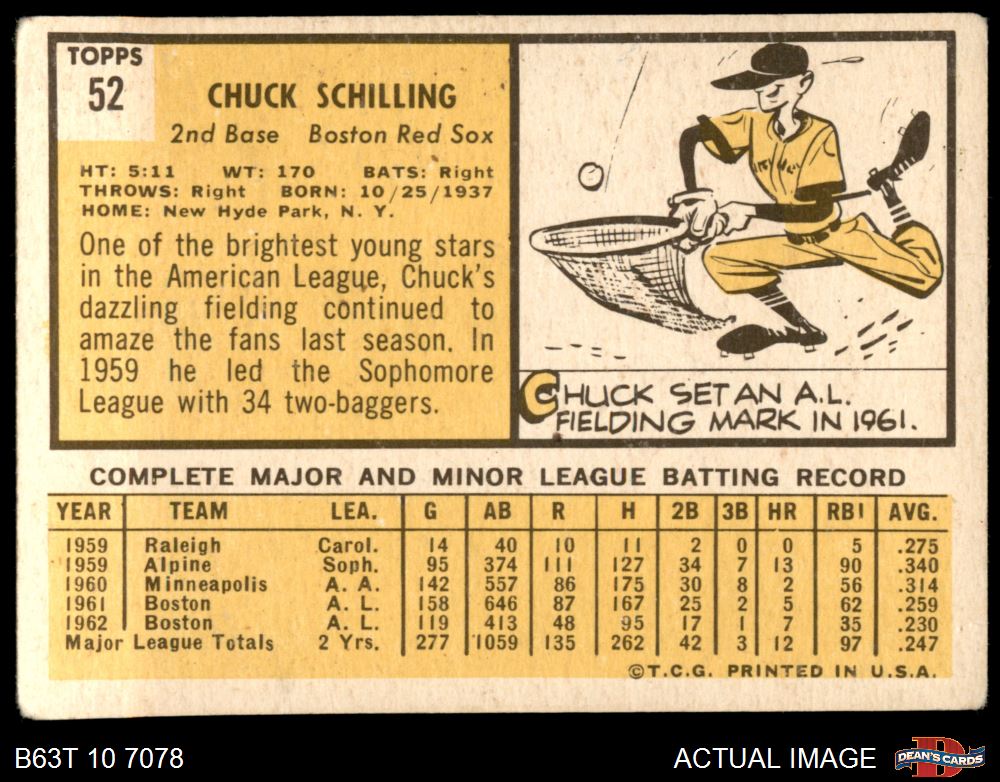 TOPPS
52
CHUCK SCHILLING
2nd Base Boston Red Sox
HT: 5:11 WT: 170 BATS: Right
THROWS: Right BORN: 10/25/1937
HOME: New Hyde Park, N. Y.
One of the brightest young stars
in the American League, Chuck's
dazzling fielding continued to
amaze the fans last season. In
1959 he led the Sophomore
League with 34 two-baggers.
CHUCK SET AN A.L.
FIELDING MARK IN 1961.
COMPLETE MAJOR AND MINOR LEAGUE BATTING RECORD
YEAR TEAM LEA. G AB R H 2B 3B HR RBI AVG.
1959 Raleigh Carol. 14 40 10 11 2 0 0 5 .275
1959 Alpine Soph. 95 374 111 127 34 7 13 90 .340
1960 Minneapolis A. A. 142 557 86 175 30 8 2 56 .314
1961 Boston A. L. 158 646 87 167 25 2 5 62 .259
1962 Boston A. L. 119 413 48 95 17 1 7 35 .230
Major League Totals 2 Yrs. 277 1059 135 262 42 3 12 97 .247
©T.C.G. PRINTED IN U.S.A.
B63T 10 7078
ACTUAL IMAGE
D
DEAN'S CARDS